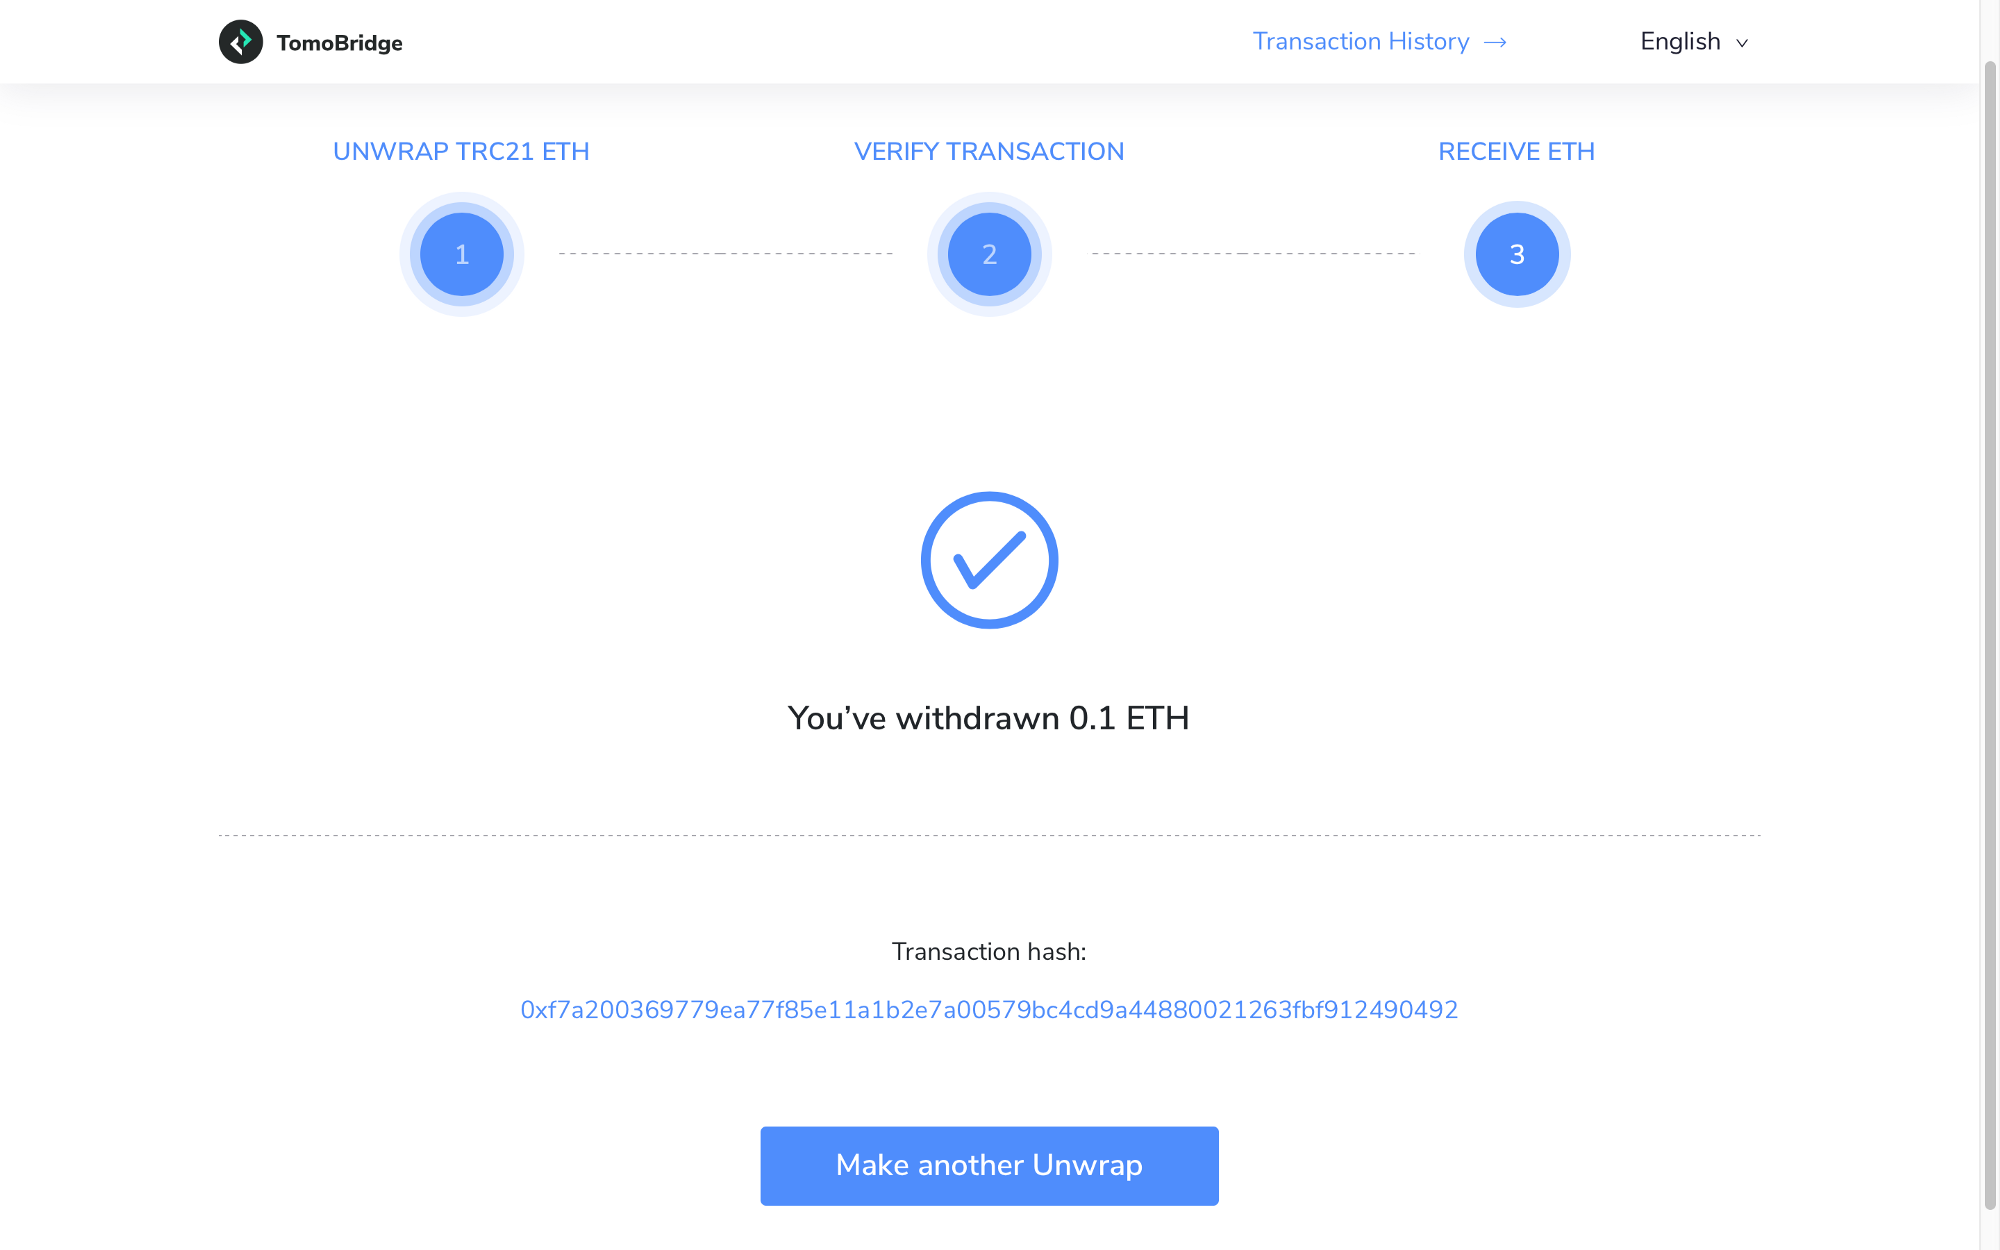 TomoBridge
Transaction History →
English
UNWRAP TRC21 ETH
VERIFY TRANSACTION
RECEIVE ETH
1
2
3
You’ve withdrawn 0.1 ETH
Transaction hash:
0xf7a200369779ea77f85e11a1b2e7a00579bc4cd9a44880021263fbf912490492
Make another Unwrap